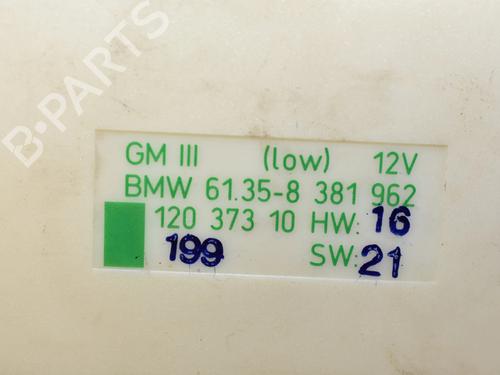 B-PARTS
GM III (low) 12V
BMW 61.35-8 381 962
120 373 10 HW: 16
199 SW: 21